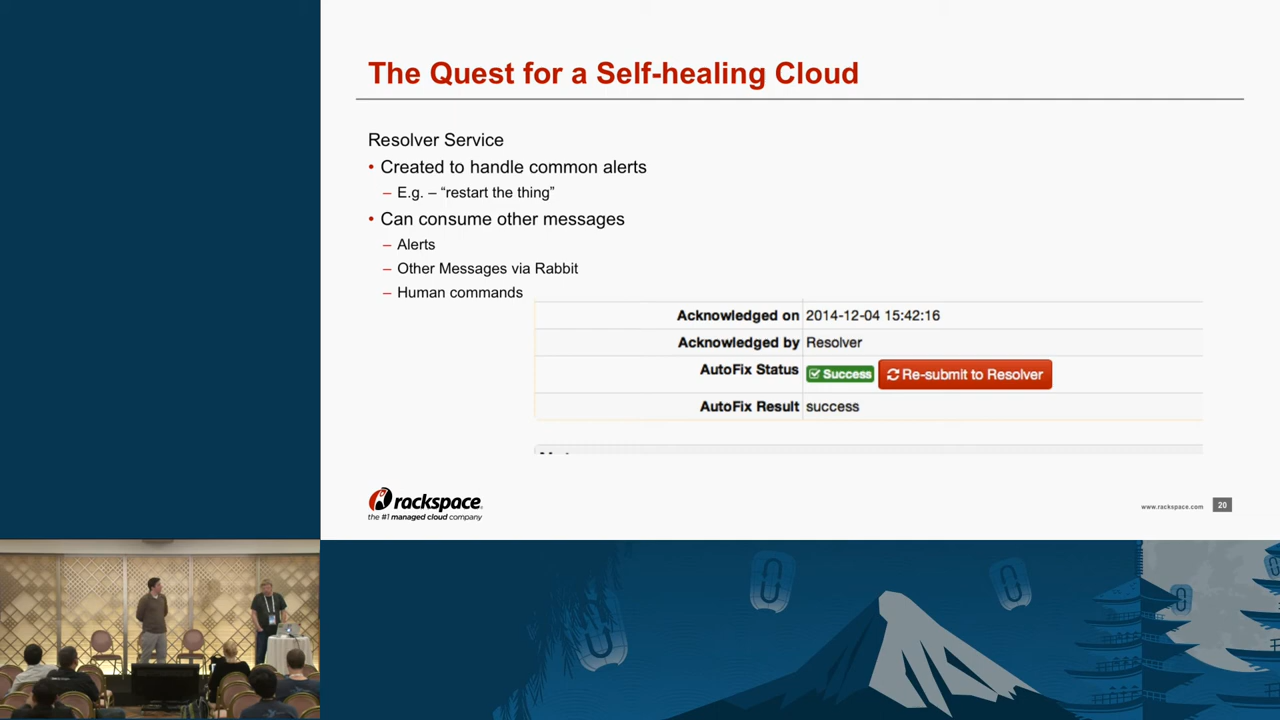 The Quest for a Self-healing Cloud
Resolver Service
• Created to handle common alerts
– E.g. – “restart the thing”
• Can consume other messages
– Alerts
– Other Messages via Rabbit
– Human commands
Acknowledged on 2014-12-04 15:42:16
Acknowledged by Resolver
AutoFix Status Success Re-submit to Resolver
AutoFix Result success
rackspace
the #1 managed cloud company
www.rackspace.com 20